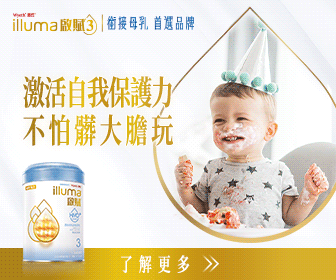 Wyeth 惠氏
illuma 啟賦 3
銜接母乳 首選品牌
激活自我保護力
不怕髒大膽玩
illuma
啟賦
HMO
3
了解更多 >>